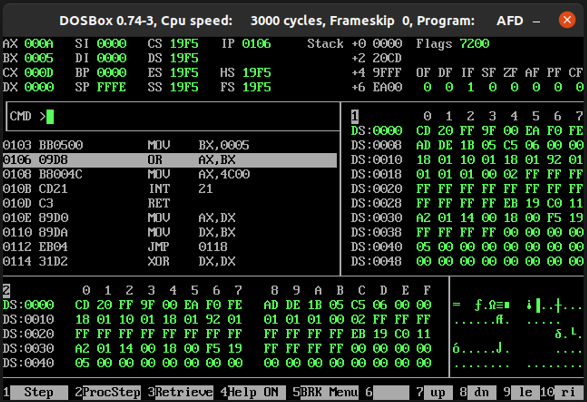 DOSBox 0.74-3, Cpu speed: 3000 cycles, Frameskip 0, Program: AFD
AX 000A SI 0000 CS 19F5 IP 0106 Stack +0 0000 Flags 7200
BX 0005 DI 0000 DS 19F5 +2 20CD
CX 000D BP 0000 ES 19F5 HS 19F5 +4 9FFF OF DF IF SF ZF AF PF CF
DX 0000 SP FFFE SS 19F5 FS 19F5 +6 EA00 0 0 1 0 0 0 0 0
CMD >
0103 BB0500 MOV BX,0005
0106 09D8 OR AX,BX
0108 B8004C MOV AX,4C00
010B CD21 INT 21
010D C3 RET
010E 89D0 MOV AX,DX
0110 89DA MOV DX,BX
0112 EB04 JMP 0118
0114 31D2 XOR DX,DX
1 0 1 2 3 4 5 6 7
DS:0000 CD 20 FF 9F 00 EA F0 FE
DS:0008 AD DE 1B 05 C5 06 00 00
DS:0010 18 01 10 01 18 01 92 01
DS:0018 01 01 01 00 02 FF FF FF
DS:0020 FF FF FF FF FF FF FF FF
DS:0028 FF FF FF FF EB 19 C0 11
DS:0030 A2 01 14 00 18 00 F5 19
DS:0038 FF FF FF FF 00 00 00 00
DS:0040 05 00 00 00 00 00 00 00
DS:0048 00 00 00 00 00 00 00 00
2 0 1 2 3 4 5 6 7 8 9 A B C D E F
DS:0000 CD 20 FF 9F 00 EA F0 FE AD DE 1B 05 C5 06 00 00
DS:0010 18 01 10 01 18 01 92 01 01 01 01 00 02 FF FF FF
DS:0020 FF FF FF FF FF FF FF FF FF FF FF FF EB 19 C0 11
DS:0030 A2 01 14 00 18 00 F5 19 FF FF FF FF 00 00 00 00
DS:0040 05 00 00 00 00 00 00 00 00 00 00 00 00 00 00 00
= ƒ.Ω≡■ ¡▐..┼...
......Æ. .....
δ.└.
ó.....⌡. ....
........ ........
1 Step 2 ProcStep 3 Retrieve 4 Help ON 5 BRK Menu 6 7 up 8 dn 9 le 10 ri